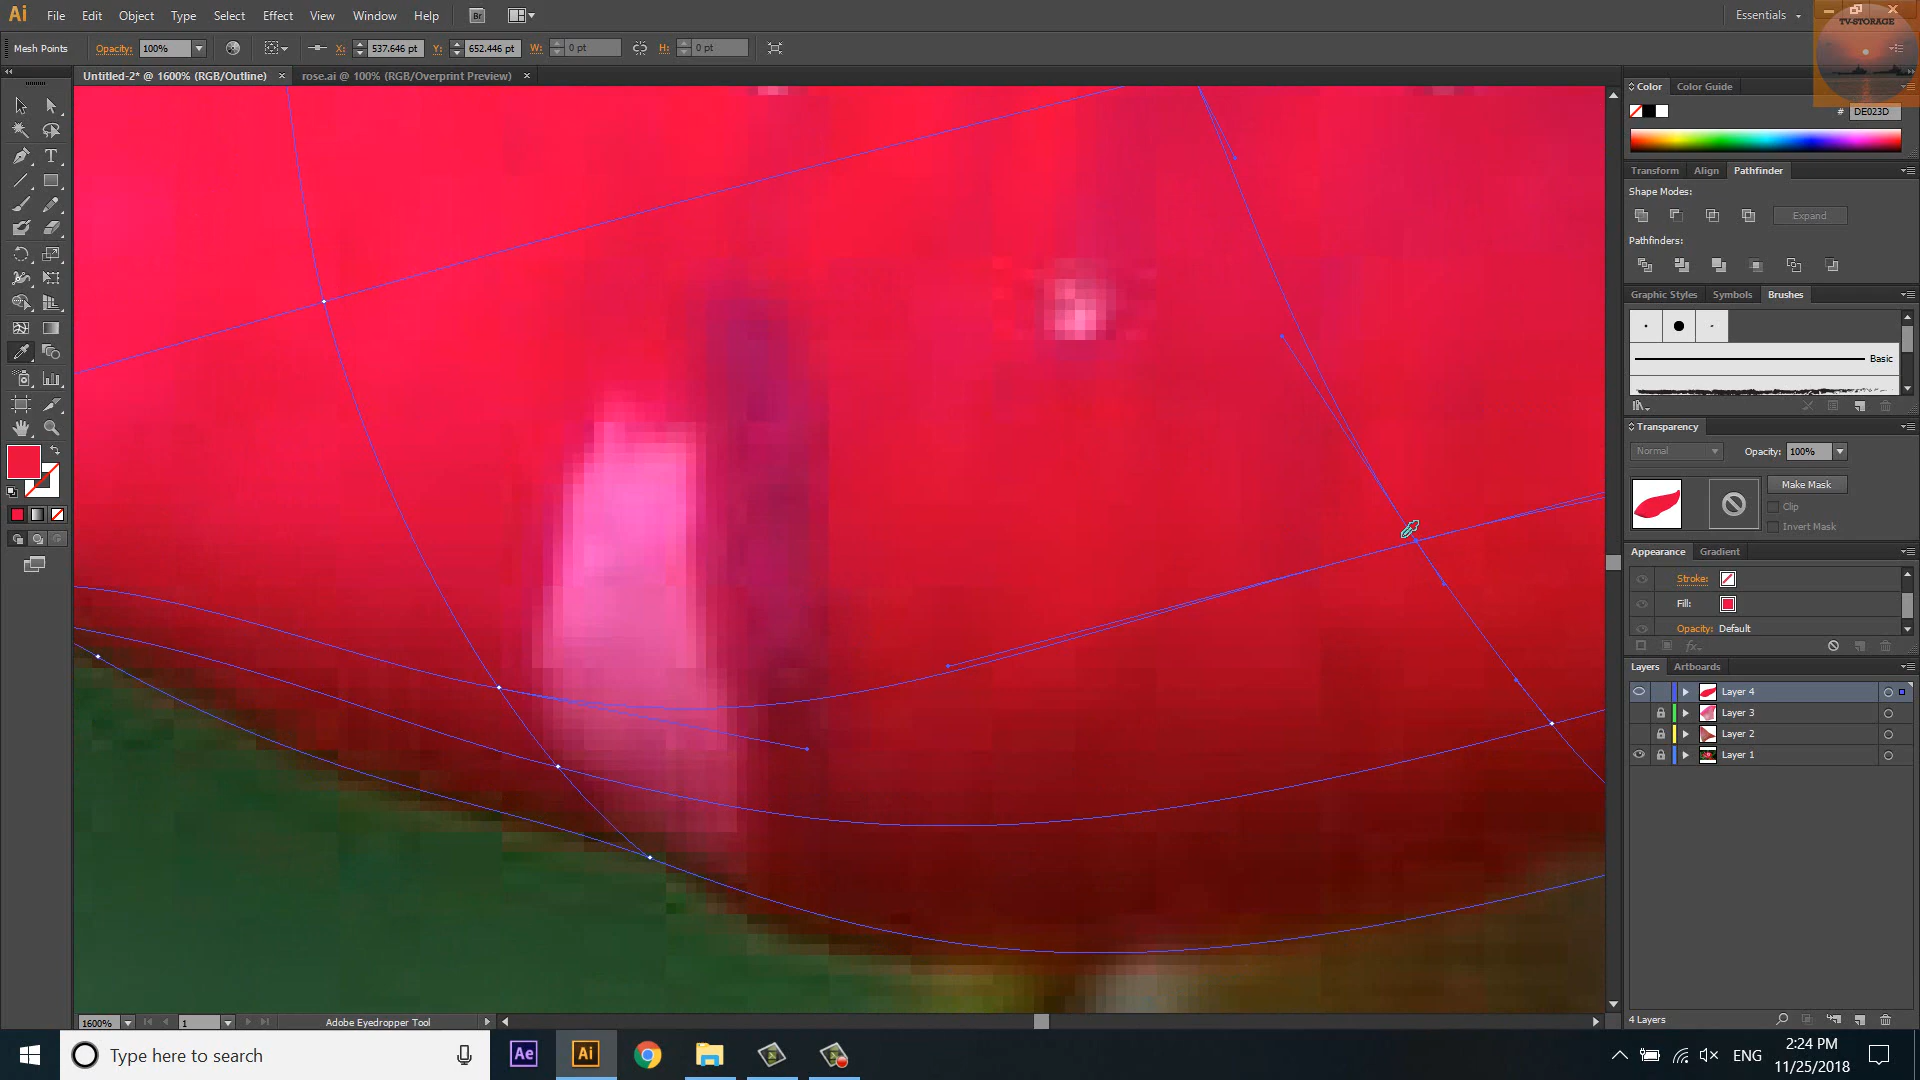 Ai File Edit Object Type Select Effect View Window Help Br Essentials
TV-STORAGE
Mesh Points Opacity: 100% X: 537.646 pt Y: 652.446 pt W: 0 pt H: 0 pt
Untitled-2* @ 1600% (RGB/Outline) × rose.ai @ 100% (RGB/Overprint Preview) ×
Color Color Guide
# DE023D
Transform Align Pathfinder
Shape Modes:
Expand
Pathfinders:
Graphic Styles Symbols Brushes
Basic
Transparency
Normal Opacity: 100%
Make Mask
Clip
Invert Mask
Appearance Gradient
Stroke:
Fill:
Opacity: Default
fx
Layers Artboards
Layer 4
Layer 3
Layer 2
Layer 1
4 Layers
1600% 1 Adobe Eyedropper Tool
Type here to search
Ae Ai
ENG
2:24 PM
11/25/2018